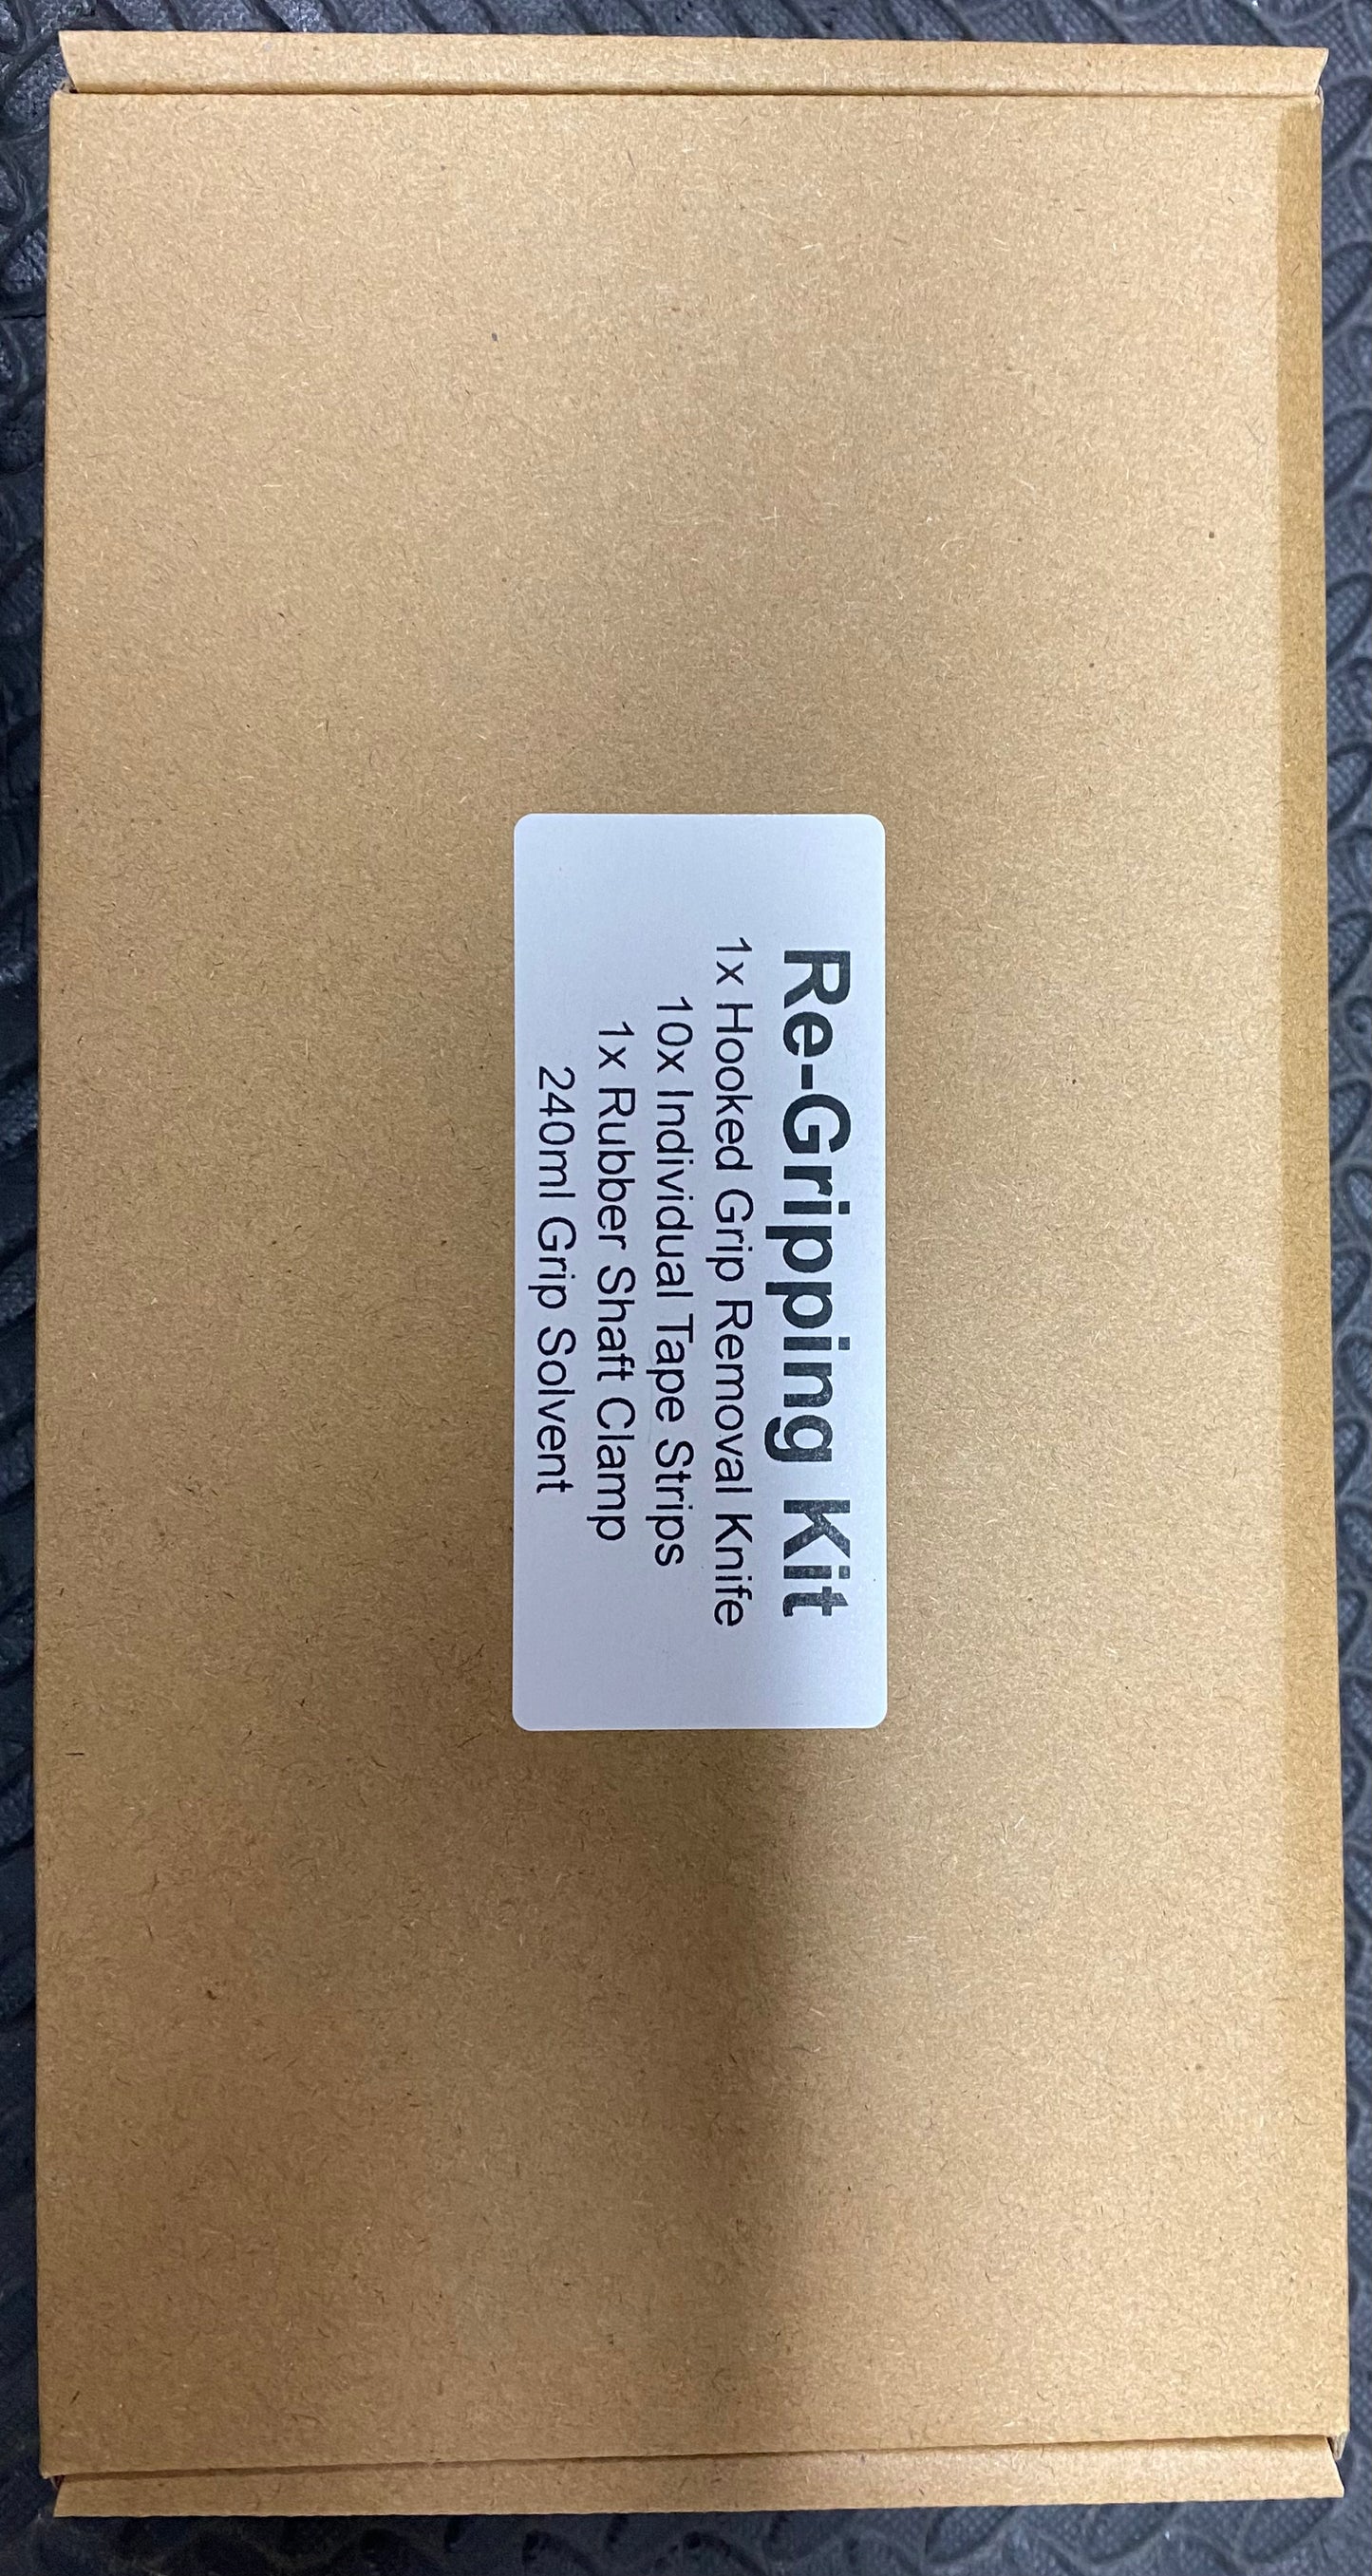 Re-Gripping Kit
1x Hooked Grip Removal Knife
10x Individual Tape Strips
1x Rubber Shaft Clamp
240ml Grip Solvent